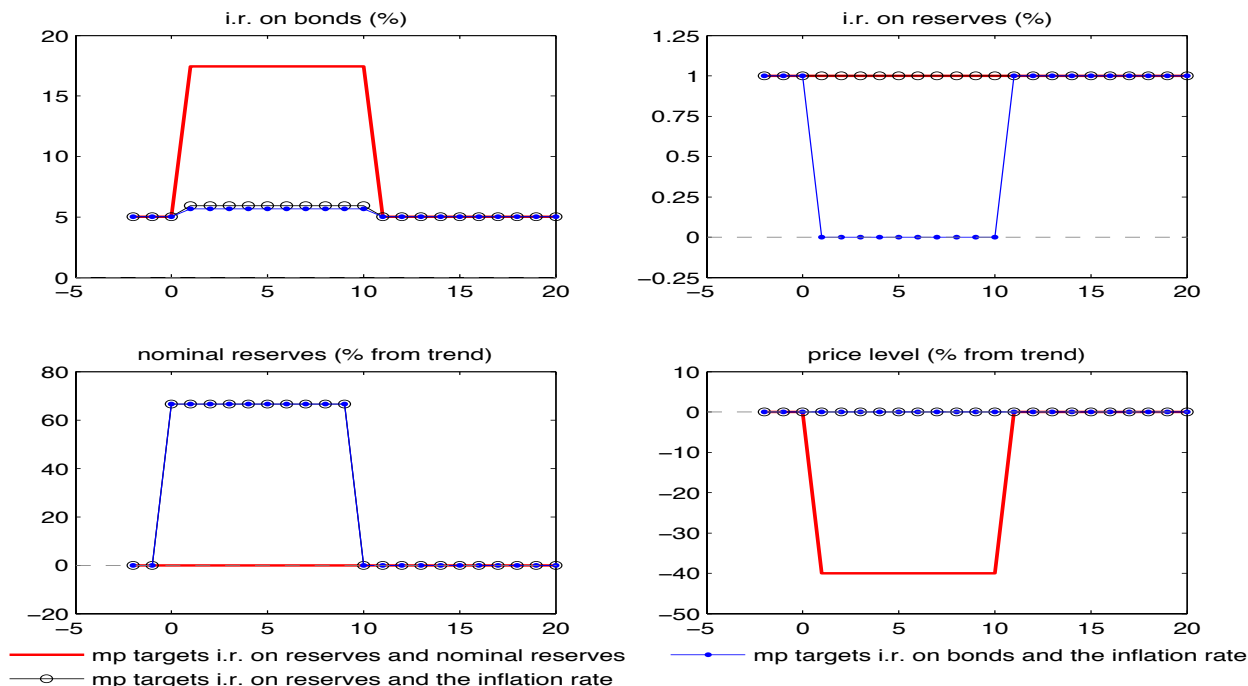 i.r. on bonds (%)
20
15
10
5
0
−5 0 5 10 15 20
i.r. on reserves (%)
1.25
1
0.75
0.5
0.25
0
−0.25
−5 0 5 10 15 20
nominal reserves (% from trend)
80
60
40
20
0
−20
−5 0 5 10 15 20
price level (% from trend)
10
0
−10
−20
−30
−40
−50
−5 0 5 10 15 20
mp targets i.r. on reserves and nominal reserves
mp targets i.r. on bonds and the inflation rate
mp targets i.r. on reserves and the inflation rate